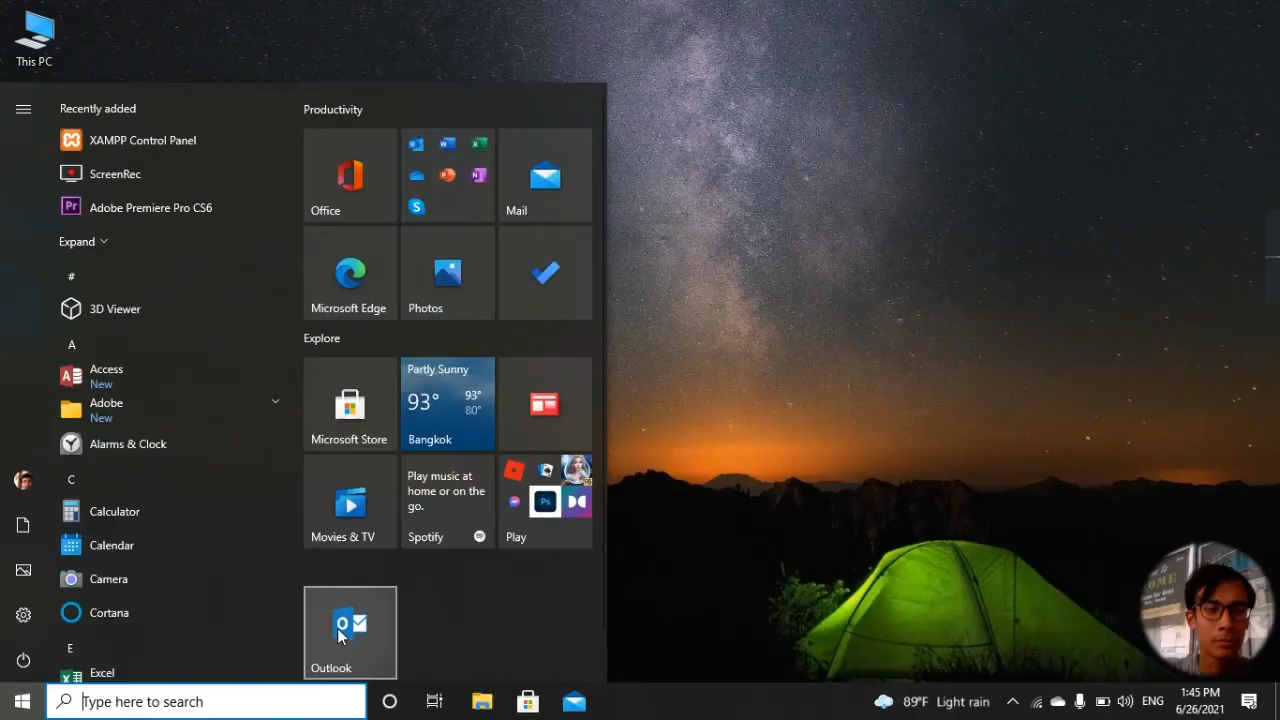 This PC
Recently added
XAMPP Control Panel
ScreenRec
Adobe Premiere Pro CS6
Expand
#
3D Viewer
A
Access
New
Adobe
New
Alarms & Clock
C
Calculator
Calendar
Camera
Cortana
E
Excel
Productivity
Office
Mail
Microsoft Edge
Photos
Explore
Microsoft Store
Partly Sunny
93°
93°
80°
Bangkok
Movies & TV
Play music at
home or on the
go.
Spotify
Play
Outlook
Type here to search
89°F Light rain
ENG
1:45 PM
6/26/2021